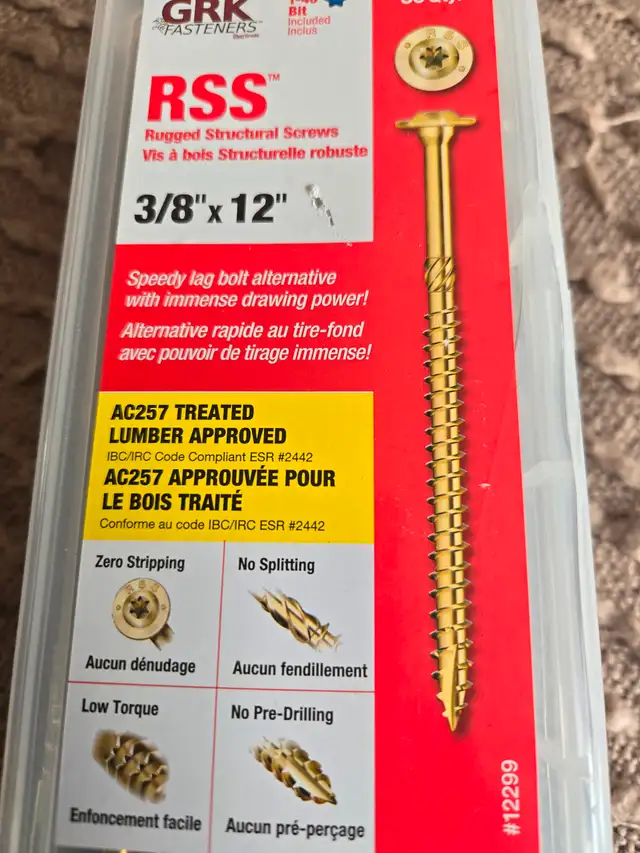 GRK
FASTENERS
Bit
Included
Inclus
RSS™
Rugged Structural Screws
Vis à bois Structurelle robuste
3/8" x 12"
Speedy lag bolt alternative
with immense drawing power!
Alternative rapide au tire-fond
avec pouvoir de tirage immense!
AC257 TREATED
LUMBER APPROVED
IBC/IRC Code Compliant ESR #2442
AC257 APPROUVÉE POUR
LE BOIS TRAITÉ
Conforme au code IBC/IRC ESR #2442
Zero Stripping
RSS
Aucun dénudage
No Splitting
Aucun fendillement
Low Torque
Enfoncement facile
No Pre-Drilling
Aucun pré-perçage
RSS
#12299